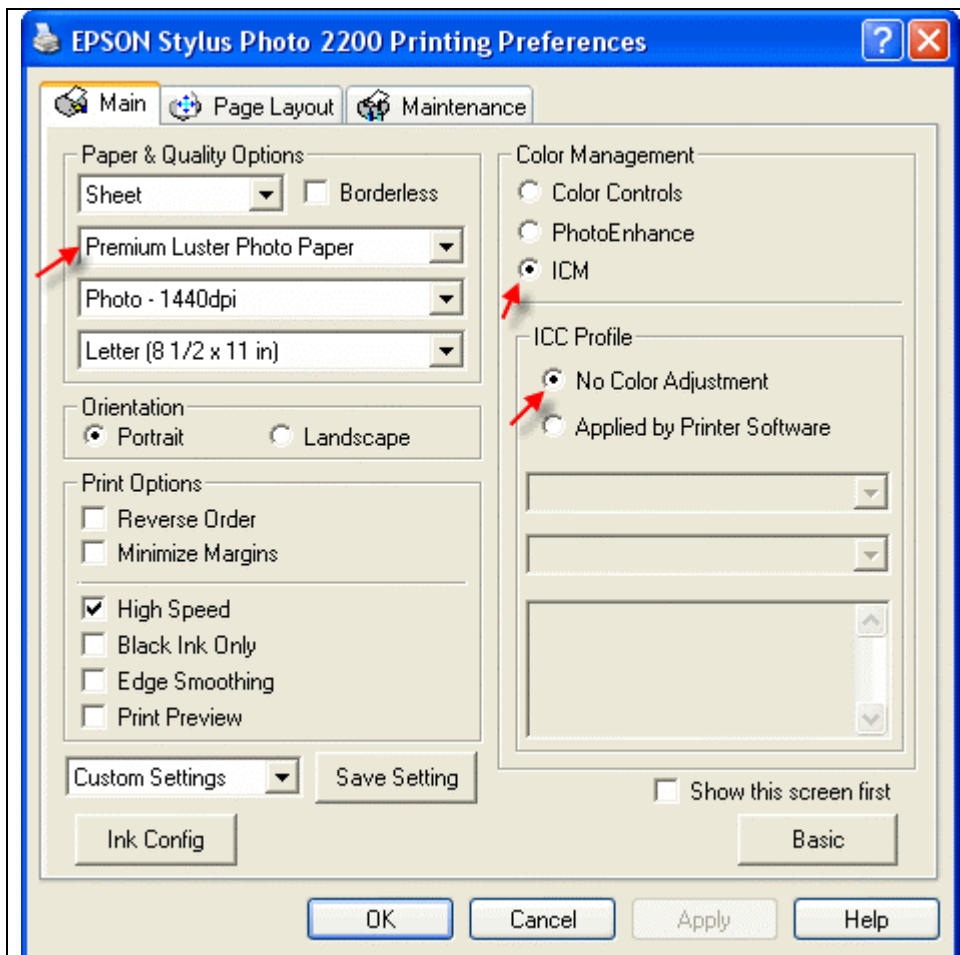 EPSON Stylus Photo 2200 Printing Preferences
Main
Page Layout
Maintenance
Paper & Quality Options
Sheet
Borderless
Premium Luster Photo Paper
Photo - 1440dpi
Letter (8 1/2 x 11 in)
Orientation
Portrait
Landscape
Print Options
Reverse Order
Minimize Margins
High Speed
Black Ink Only
Edge Smoothing
Print Preview
Custom Settings
Save Setting
Ink Config
Color Management
Color Controls
PhotoEnhance
ICM
ICC Profile
No Color Adjustment
Applied by Printer Software
Show this screen first
Basic
OK
Cancel
Apply
Help